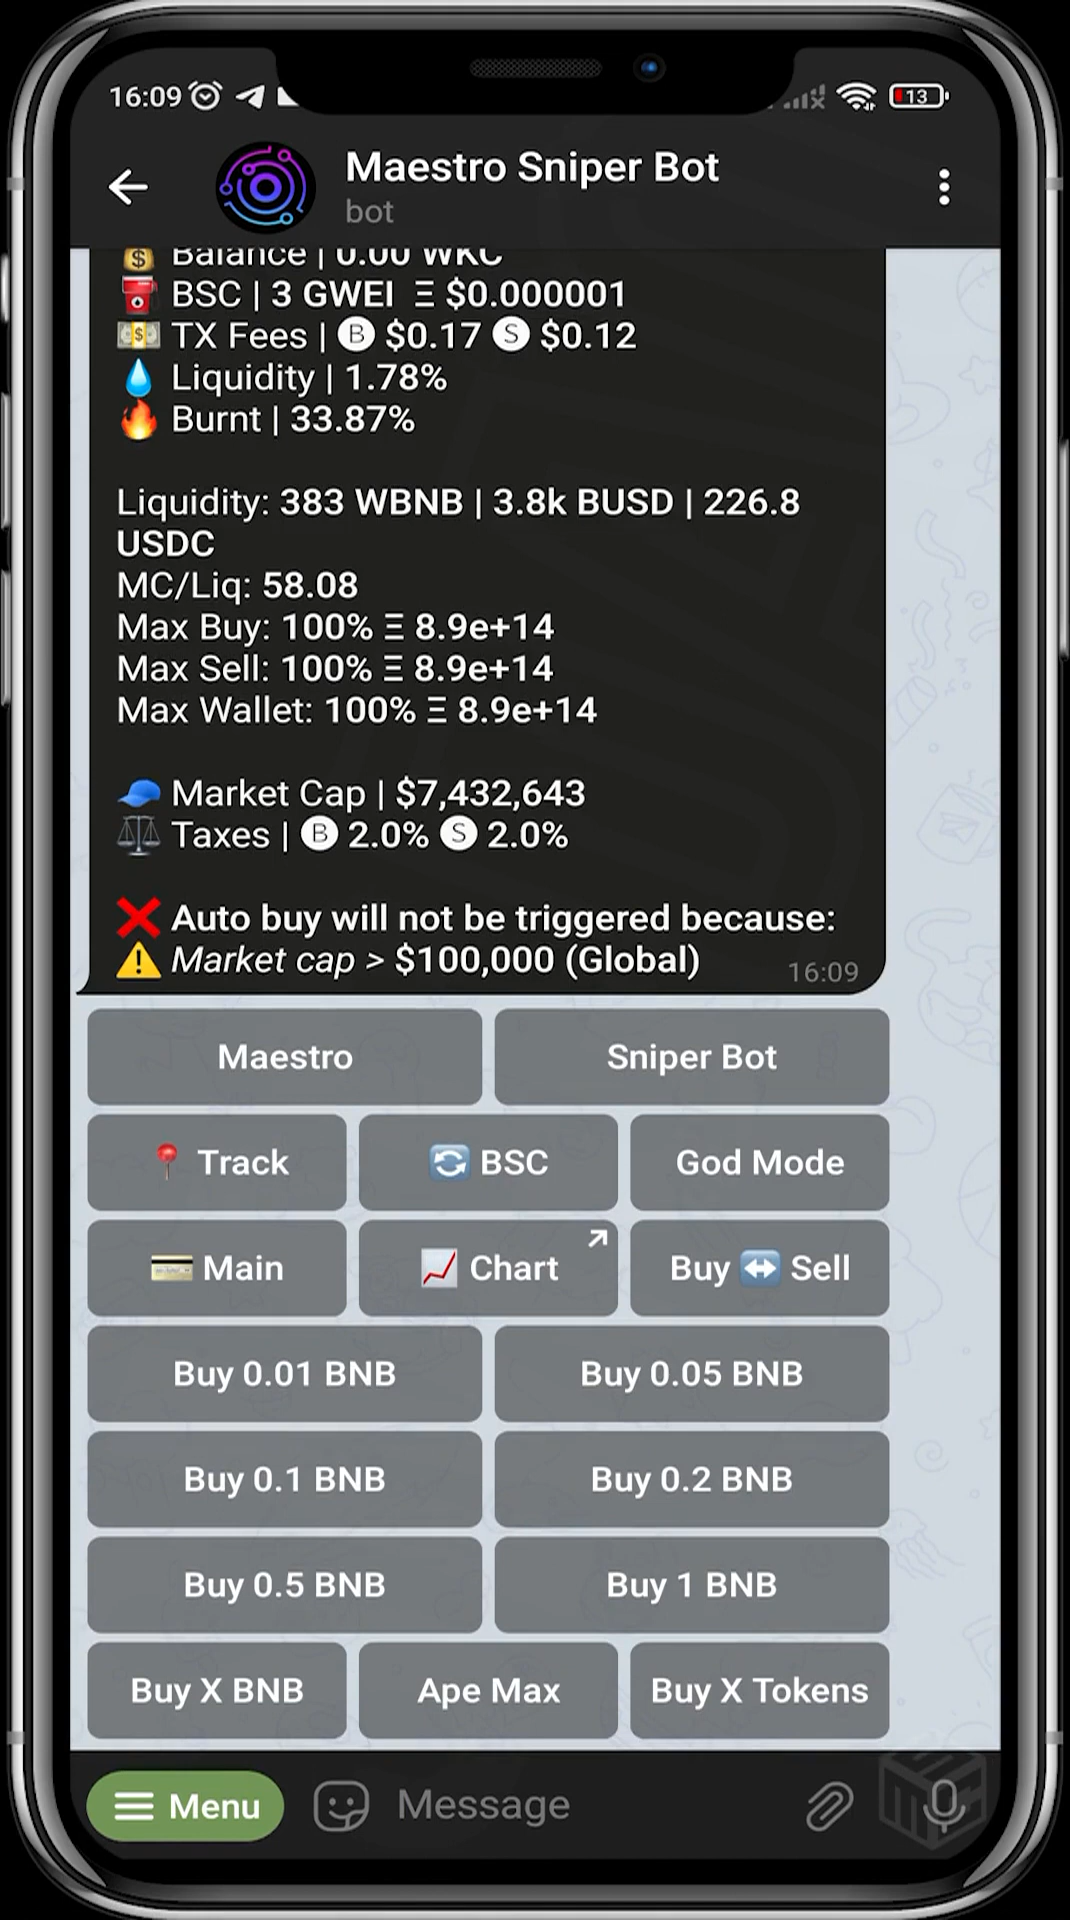 16:09
13
Maestro Sniper Bot
bot
Balance | 0.00 WKC
BSC | 3 GWEI Ξ $0.000001
TX Fees | Ⓑ $0.17 Ⓢ $0.12
Liquidity | 1.78%
Burnt | 33.87%
Liquidity: 383 WBNB | 3.8k BUSD | 226.8
USDC
MC/Liq: 58.08
Max Buy: 100% Ξ 8.9e+14
Max Sell: 100% Ξ 8.9e+14
Max Wallet: 100% Ξ 8.9e+14
Market Cap | $7,432,643
Taxes | Ⓑ 2.0% Ⓢ 2.0%
Auto buy will not be triggered because:
Market cap > $100,000 (Global)
16:09
Maestro
Sniper Bot
Track
BSC
God Mode
Main
Chart
Buy ↔ Sell
Buy 0.01 BNB
Buy 0.05 BNB
Buy 0.1 BNB
Buy 0.2 BNB
Buy 0.5 BNB
Buy 1 BNB
Buy X BNB
Ape Max
Buy X Tokens
Menu
Message